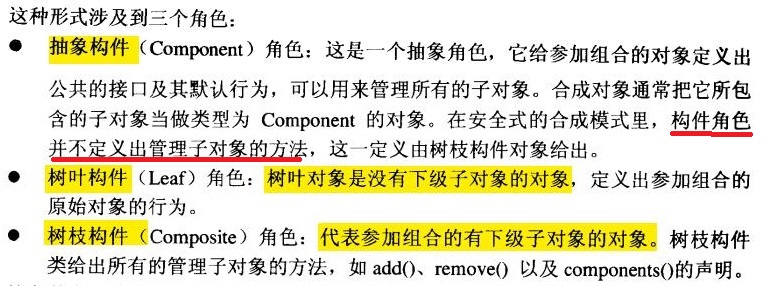 这种形式涉及到三个角色：
● 抽象构件（Component）角色：这是一个抽象角色，它给参加组合的对象定义出
公共的接口及其默认行为，可以用来管理所有的子对象。合成对象通常把它所包
含的子对象当做类型为 Component 的对象。在安全式的合成模式里，构件角色
并不定义出管理子对象的方法，这一定义由树枝构件对象给出。
● 树叶构件（Leaf）角色：树叶对象是没有下级子对象的对象，定义出参加组合的
原始对象的行为。
● 树枝构件（Composite）角色：代表参加组合的有下级子对象的对象。树枝构件
类给出所有的管理子对象的方法，如 add()、remove() 以及 components()的声明。